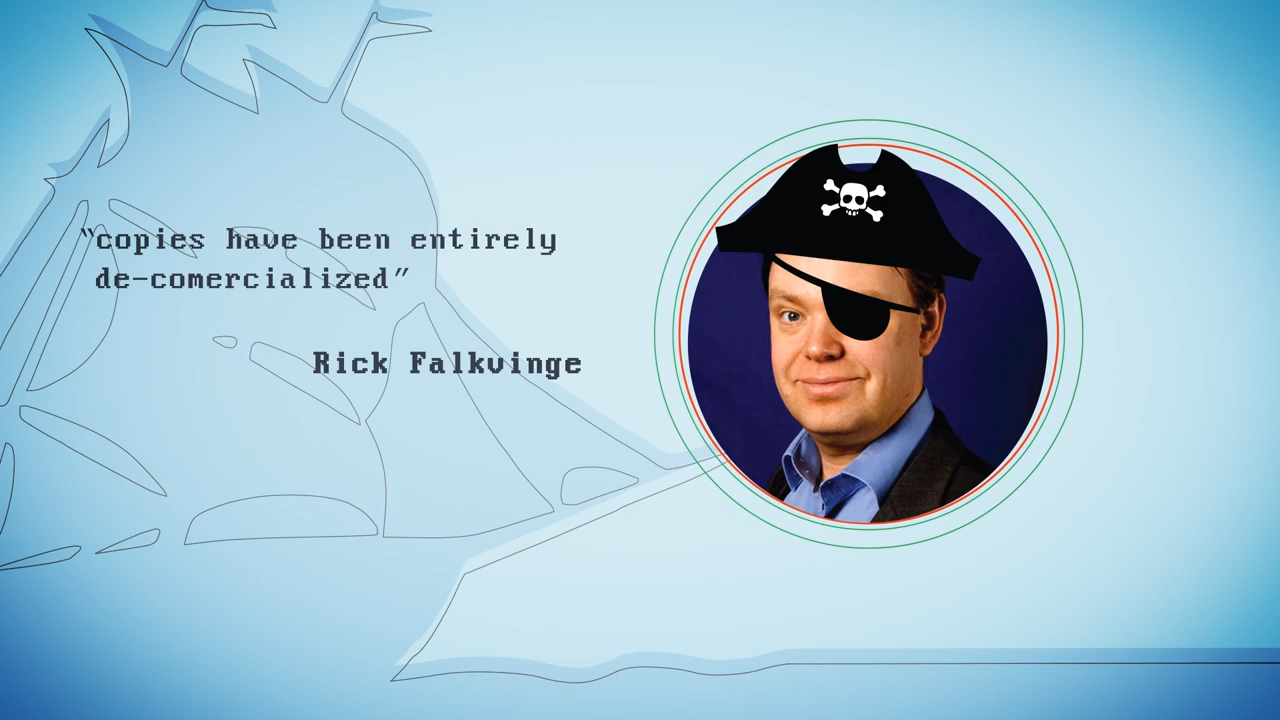 “copies have been entirely
de-comercialized”
Rick Falkvinge